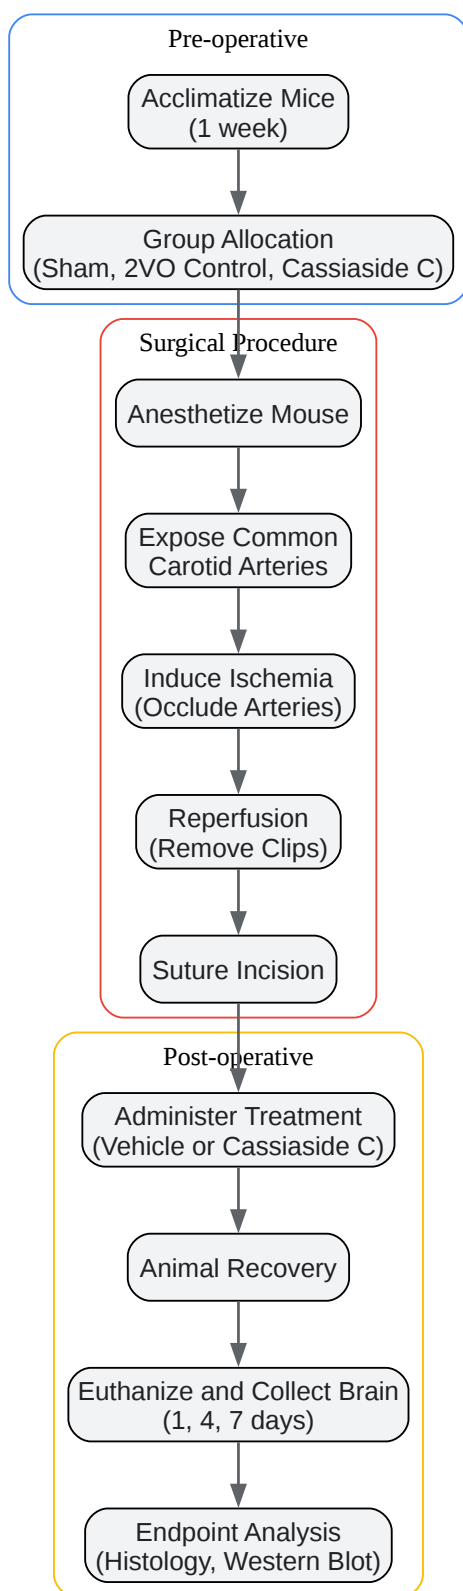 Pre-operative
Acclimatize Mice
(1 week)
Group Allocation
(Sham, 2VO Control, Cassiaside C)
Surgical Procedure
Anesthetize Mouse
Expose Common
Carotid Arteries
Induce Ischemia
(Occlude Arteries)
Reperfusion
(Remove Clips)
Suture Incision
Post-operative
Administer Treatment
(Vehicle or Cassiaside C)
Animal Recovery
Euthanize and Collect Brain
(1, 4, 7 days)
Endpoint Analysis
(Histology, Western Blot)